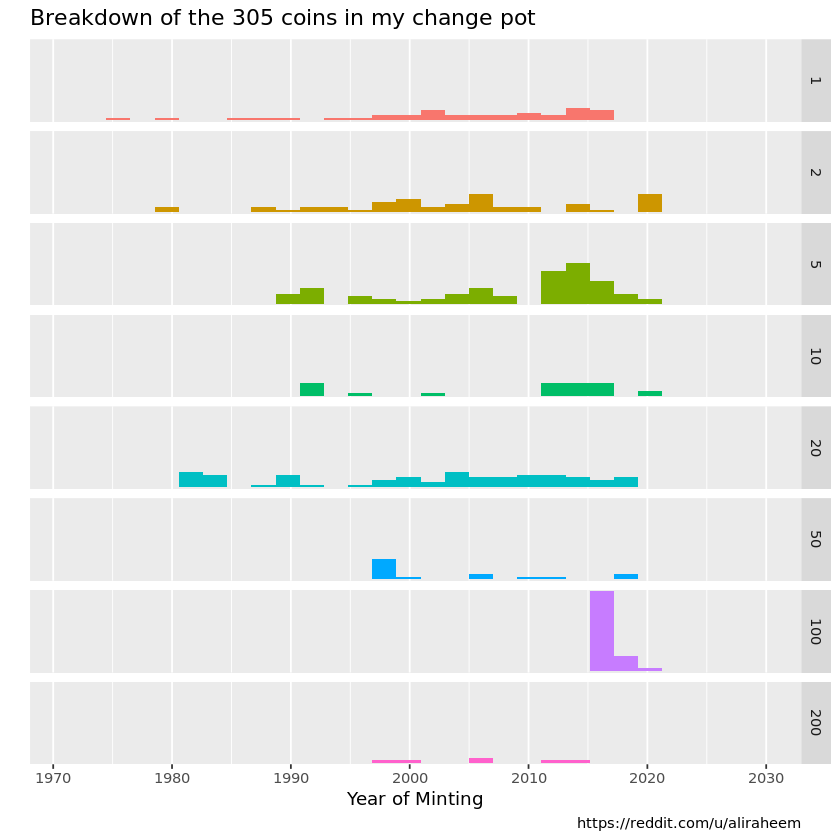 Breakdown of the 305 coins in my change pot
1
2
5
10
20
50
100
200
1970 1980 1990 2000 2010 2020 2030
Year of Minting
https://reddit.com/u/aliraheem